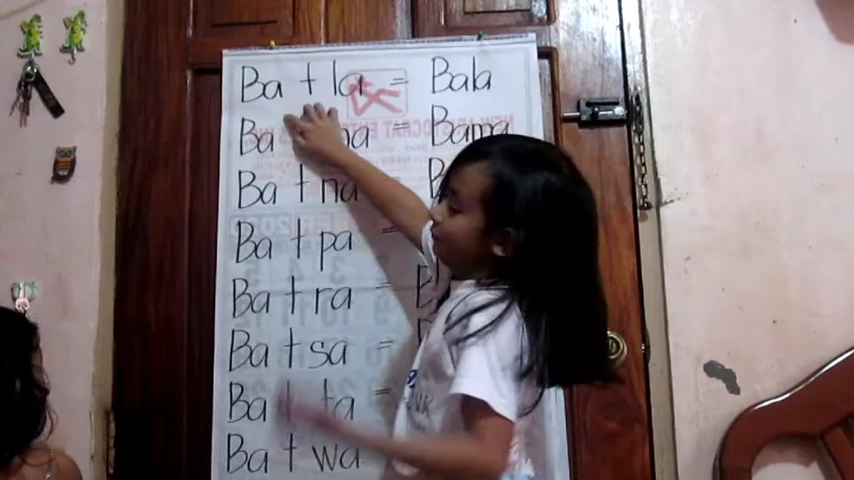 Ba + la = Bala
Ba + ma = Bama
Ba + na
Ba + pa =
Ba + ra =
Ba + sa =
Ba + ta =
Ba + wa